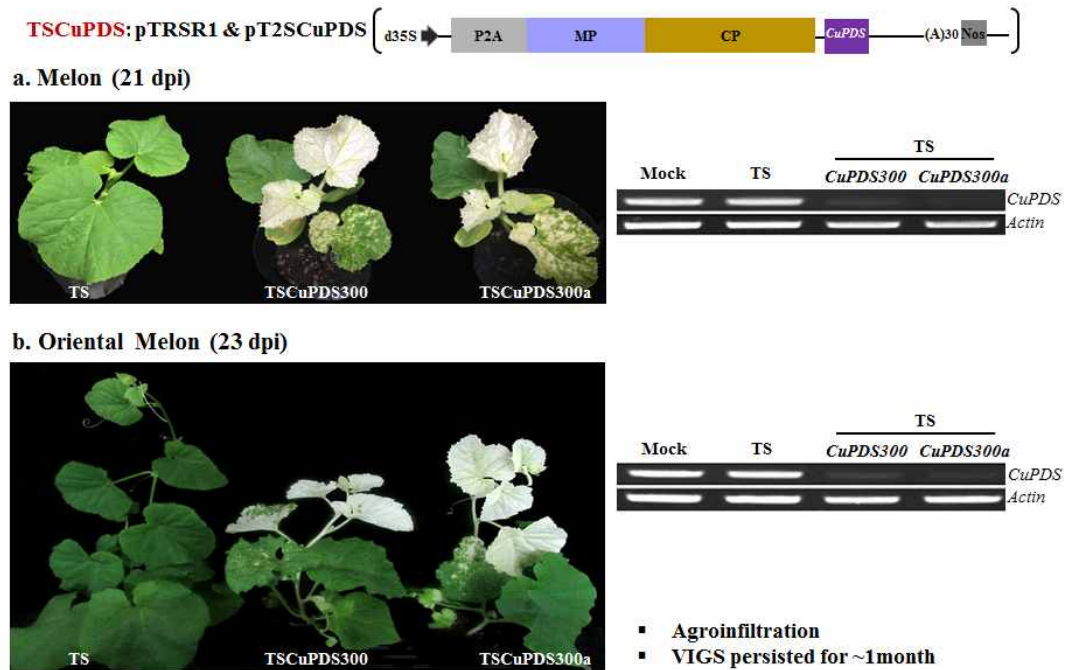 TSCuPDS: pTRSR1 & pT2SCuPDS
d35S P2A MP CP CuPDS (A)30 Nos
a. Melon (21 dpi)
TS
Mock TS CuPDS300 CuPDS300a
CuPDS
Actin
TS TSCuPDS300 TSCuPDS300a
b. Oriental Melon (23 dpi)
TS
Mock TS CuPDS300 CuPDS300a
CuPDS
Actin
TS TSCuPDS300 TSCuPDS300a
▪ Agroinfiltration
▪ VIGS persisted for ~1month